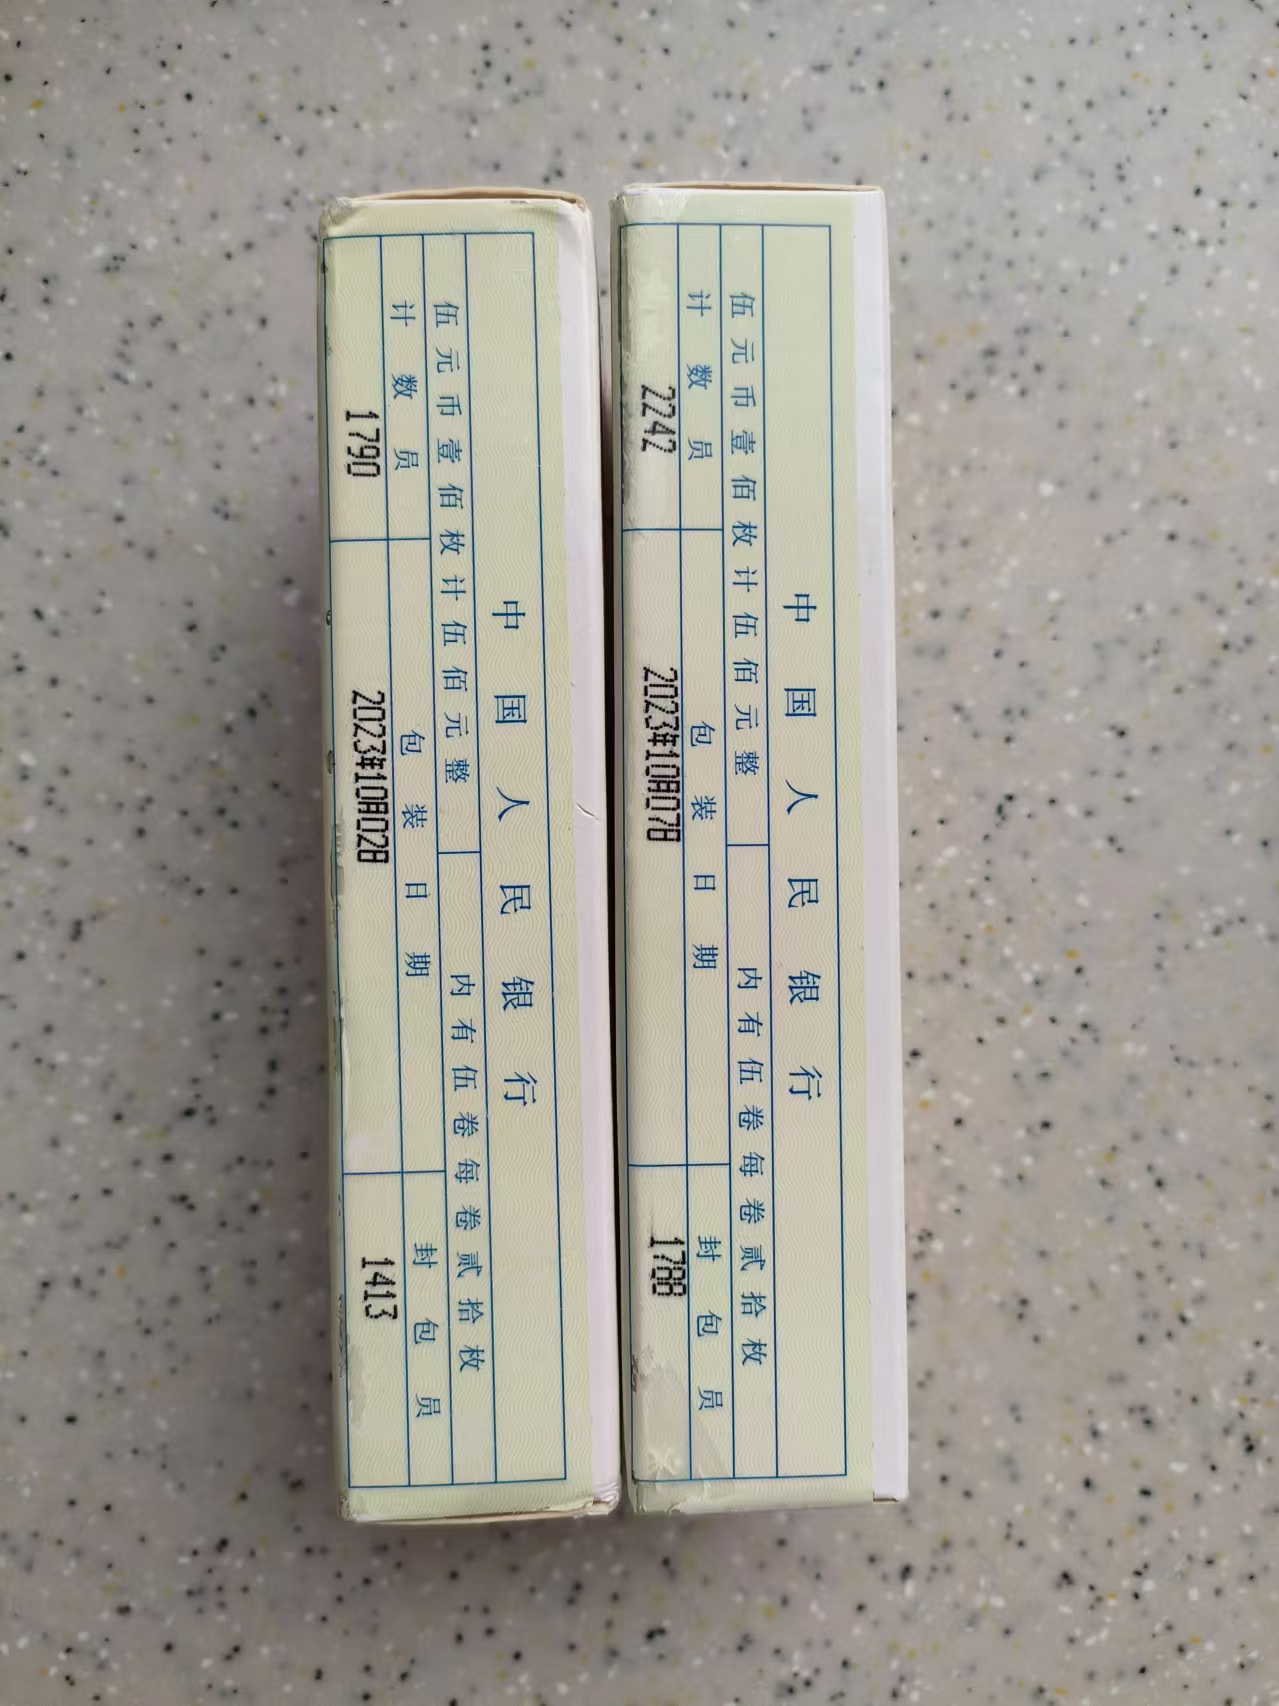 中国人民银行
伍元币壹佰枚计伍佰元整 内有伍卷每卷贰拾枚
计数员 包装日期 封包员
1790 2023年10月02日 1413
中国人民银行
伍元币壹佰枚计伍佰元整 内有伍卷每卷贰拾枚
计数员 包装日期 封包员
2242 2023年10月07日 1788